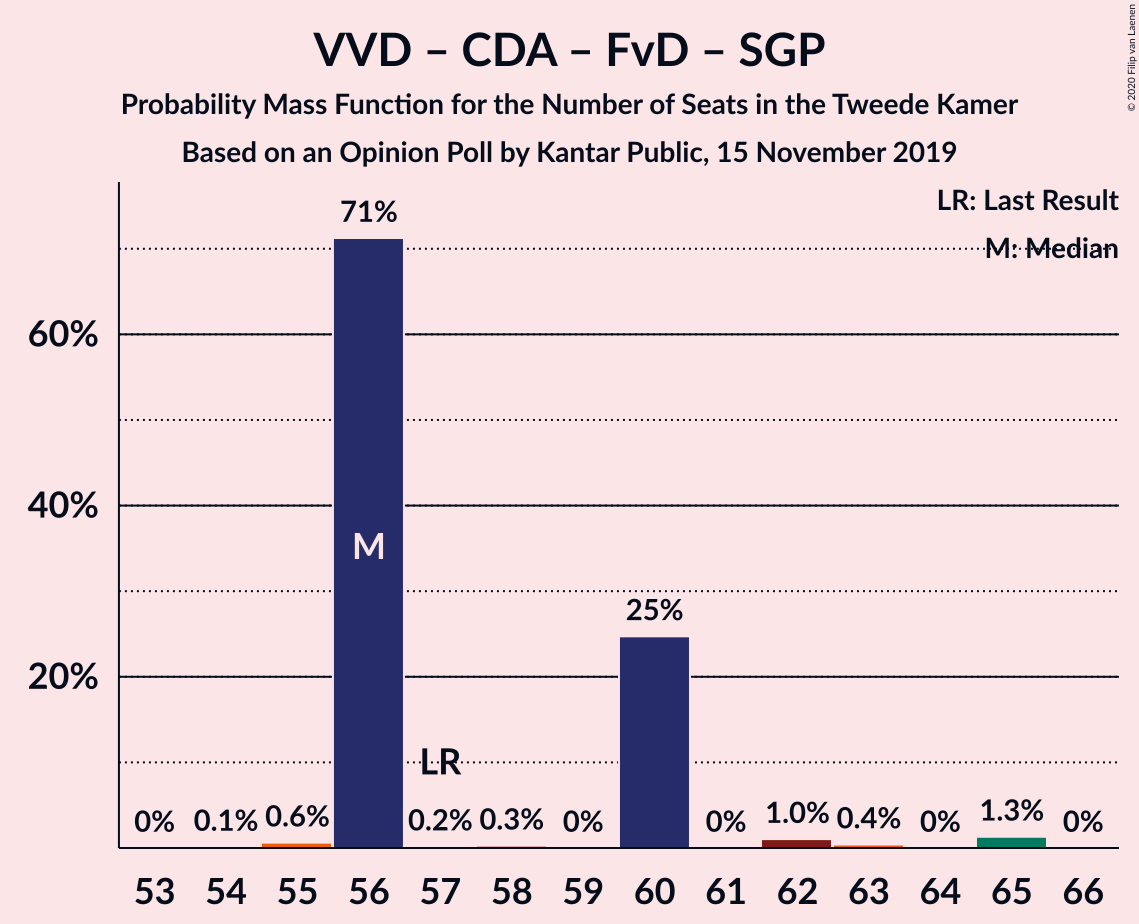 VVD – CDA – FvD – SGP
Probability Mass Function for the Number of Seats in the Tweede Kamer
Based on an Opinion Poll by Kantar Public, 15 November 2019
© 2020 Filip van Laenen
LR: Last Result
M: Median
71%
60%
40%
M
25%
20%
LR
0% 0.1% 0.6% 0.2% 0.3% 0% 0% 1.0% 0.4% 0% 1.3% 0%
53 54 55 56 57 58 59 60 61 62 63 64 65 66